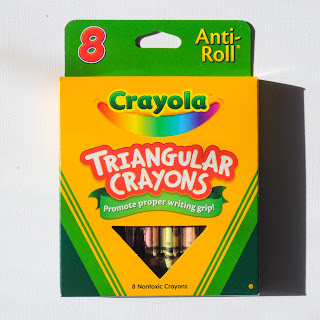 8
Anti-
Roll®
Crayola
TRIANGULAR
CRAYONS
Promote proper writing grip!
8 Nontoxic Crayons